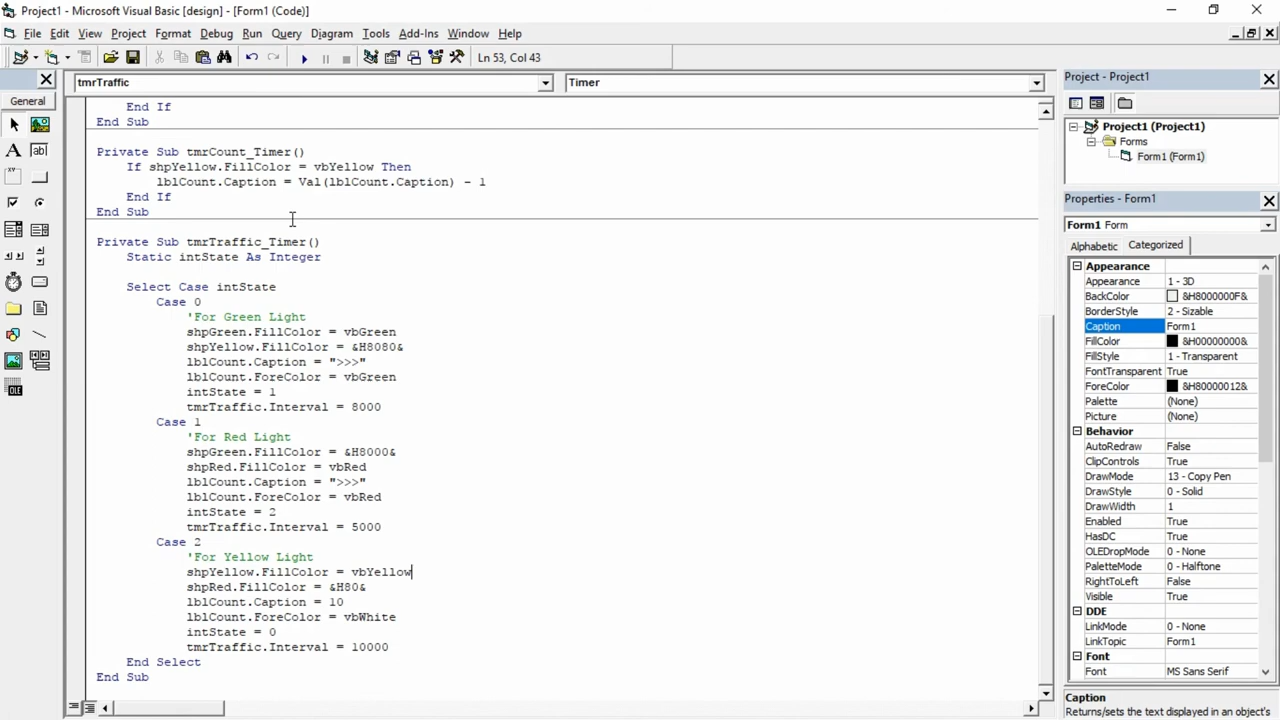 Project1 - Microsoft Visual Basic [design] - [Form1 (Code)]
File Edit View Project Format Debug Run Query Diagram Tools Add-Ins Window Help
Ln 53, Col 43
General
tmrTraffic
Timer
    End If
End Sub
Private Sub tmrCount_Timer()
    If shpYellow.FillColor = vbYellow Then
        lblCount.Caption = Val(lblCount.Caption) - 1
    End If
End Sub
Private Sub tmrTraffic_Timer()
    Static intState As Integer
    Select Case intState
        Case 0
            'For Green Light
            shpGreen.FillColor = vbGreen
            shpYellow.FillColor = &H8080&
            lblCount.Caption = ">>>"
            lblCount.ForeColor = vbGreen
            intState = 1
            tmrTraffic.Interval = 8000
        Case 1
            'For Red Light
            shpGreen.FillColor = &H8000&
            shpRed.FillColor = vbRed
            lblCount.Caption = ">>>"
            lblCount.ForeColor = vbRed
            intState = 2
            tmrTraffic.Interval = 5000
        Case 2
            'For Yellow Light
            shpYellow.FillColor = vbYellow
            shpRed.FillColor = &H80&
            lblCount.Caption = 10
            lblCount.ForeColor = vbWhite
            intState = 0
            tmrTraffic.Interval = 10000
    End Select
End Sub
Project - Project1
Project1 (Project1)
Forms
Form1 (Form1)
Properties - Form1
Form1 Form
Alphabetic Categorized
Appearance
Appearance 1 - 3D
BackColor &H8000000F&
BorderStyle 2 - Sizable
Caption Form1
FillColor &H00000000&
FillStyle 1 - Transparent
FontTransparent True
ForeColor &H80000012&
Palette (None)
Picture (None)
Behavior
AutoRedraw False
ClipControls True
DrawMode 13 - Copy Pen
DrawStyle 0 - Solid
DrawWidth 1
Enabled True
HasDC True
OLEDropMode 0 - None
PaletteMode 0 - Halftone
RightToLeft False
Visible True
DDE
LinkMode 0 - None
LinkTopic Form1
Font
Font MS Sans Serif
Caption
Returns/sets the text displayed in an object's